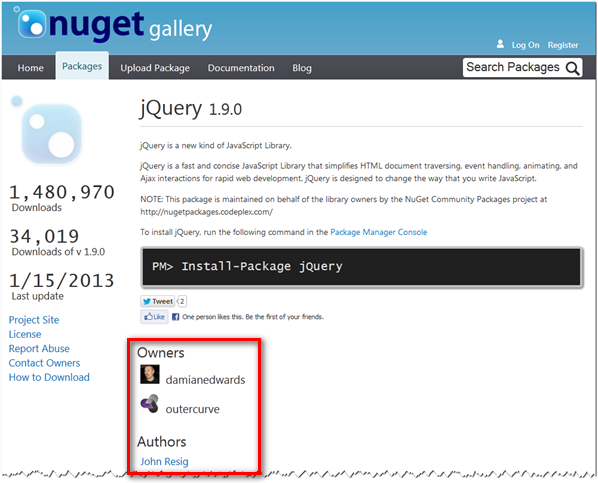 nuget gallery
Log On Register
Home Packages Upload Package Documentation Blog Search Packages
jQuery 1.9.0
jQuery is a new kind of JavaScript Library.
jQuery is a fast and concise JavaScript Library that simplifies HTML document traversing, event handling, animating, and
Ajax interactions for rapid web development. jQuery is designed to change the way that you write JavaScript.
NOTE: This package is maintained on behalf of the library owners by the NuGet Community Packages project at
http://nugetpackages.codeplex.com/
To install jQuery, run the following command in the Package Manager Console
PM> Install-Package jQuery
Tweet 2
Like One person likes this. Be the first of your friends.
1,480,970
Downloads
34,019
Downloads of v 1.9.0
1/15/2013
Last update
Project Site
License
Report Abuse
Contact Owners
How to Download
Owners
damianedwards
outercurve
Authors
John Resig